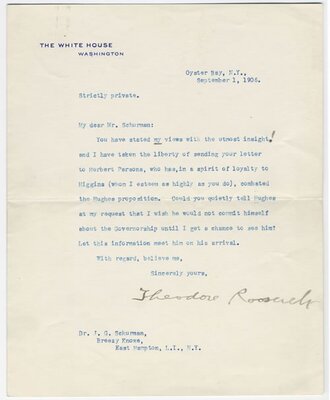 THE WHITE HOUSE
WASHINGTON
Oyster Bay, N.Y.,
September 1, 1906.
Strictly private.
My dear Mr. Schurman:
You have stated my views with the utmost insight!
and I have taken the liberty of sending your letter
to Herbert Parsons, who has, in a spirit of loyalty to
Higgins (whom I esteem as highly as you do), combated
the Hughes proposition. Could you quietly tell Hughes
at my request that I wish he would not commit himself
about the Governorship until I get a chance to see him?
Let this information meet him on his arrival.
With regard, believe me,
Sincerely yours,
Theodore Roosevelt
Dr. J. G. Schurman,
Breezy Knowe,
East Hampton, L.I., N.Y.